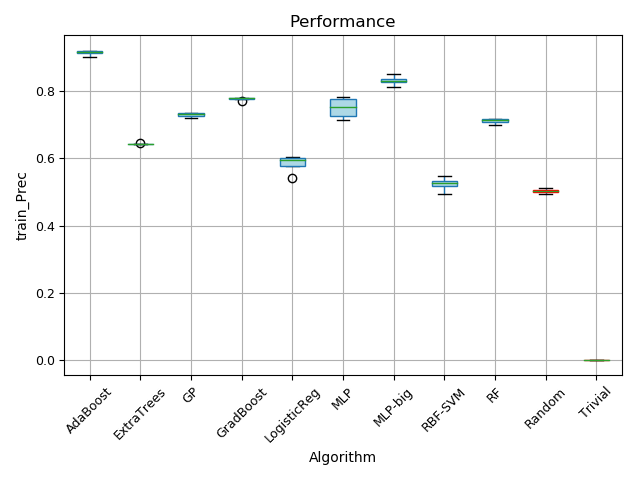 Performance
train_Prec
0.8
0.6
0.4
0.2
0.0
AdaBoost
ExtraTrees
GP
GradBoost
LogisticReg
MLP
MLP-big
RBF-SVM
RF
Random
Trivial
Algorithm